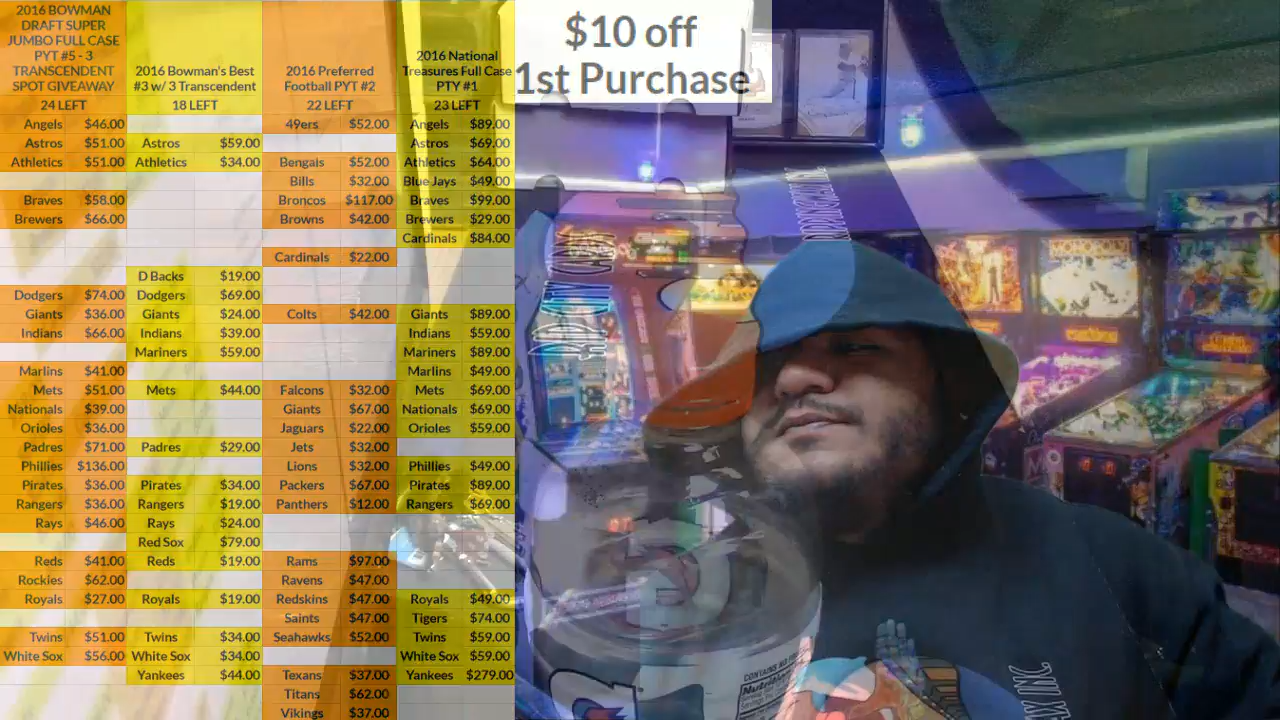 2016 BOWMAN
DRAFT SUPER
JUMBO FULL CASE
PYT #5 - 3
TRANSCENDENT
SPOT GIVEAWAY
24 LEFT
Angels $46.00
Astros $51.00
Athletics $51.00
Braves $58.00
Brewers $66.00
Dodgers $74.00
Giants $36.00
Indians $66.00
Marlins $41.00
Mets $51.00
Nationals $39.00
Orioles $36.00
Padres $71.00
Phillies $136.00
Pirates $36.00
Rangers $36.00
Rays $46.00
Reds $41.00
Rockies $62.00
Royals $27.00
Twins $51.00
White Sox $56.00
2016 Bowman's Best
#3 w/ 3 Transcendent
18 LEFT
Astros $59.00
Athletics $34.00
D Backs $19.00
Dodgers $69.00
Giants $24.00
Indians $39.00
Mariners $59.00
Mets $44.00
Padres $29.00
Pirates $34.00
Rangers $19.00
Rays $24.00
Red Sox $79.00
Reds $19.00
Royals $19.00
Twins $34.00
White Sox $34.00
Yankees $44.00
2016 Preferred
Football PYT #2
22 LEFT
49ers $52.00
Bengals $52.00
Bills $32.00
Broncos $117.00
Browns $42.00
Cardinals $22.00
Colts $42.00
Falcons $32.00
Giants $67.00
Jaguars $22.00
Jets $32.00
Lions $32.00
Packers $67.00
Panthers $12.00
Rams $97.00
Ravens $47.00
Redskins $47.00
Saints $47.00
Seahawks $52.00
Texans $37.00
Titans $62.00
Vikings $37.00
2016 National
Treasures Full Case
PTY #1
23 LEFT
Angels $89.00
Astros $69.00
Athletics $64.00
Blue Jays $49.00
Braves $99.00
Brewers $29.00
Cardinals $84.00
Giants $89.00
Indians $59.00
Mariners $89.00
Marlins $49.00
Mets $69.00
Nationals $69.00
Orioles $59.00
Phillies $49.00
Pirates $89.00
Rangers $69.00
Royals $49.00
Tigers $74.00
Twins $59.00
White Sox $59.00
Yankees $279.00
$10 off
1st Purchase